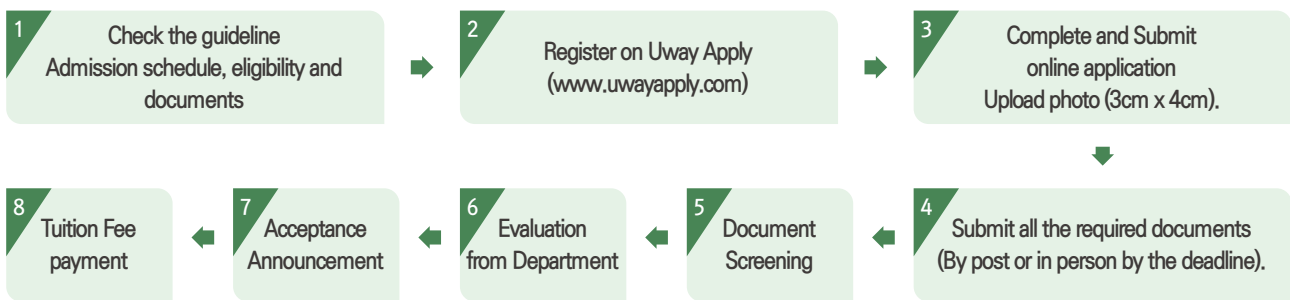 1
Check the guideline
Admission schedule, eligibility and
documents
2
Register on Uway Apply
(www.uwayapply.com)
3
Complete and Submit
online application
Upload photo (3cm x 4cm).
4
Submit all the required documents
(By post or in person by the deadline).
5
Document
Screening
6
Evaluation
from Department
7
Acceptance
Announcement
8
Tuition Fee
payment